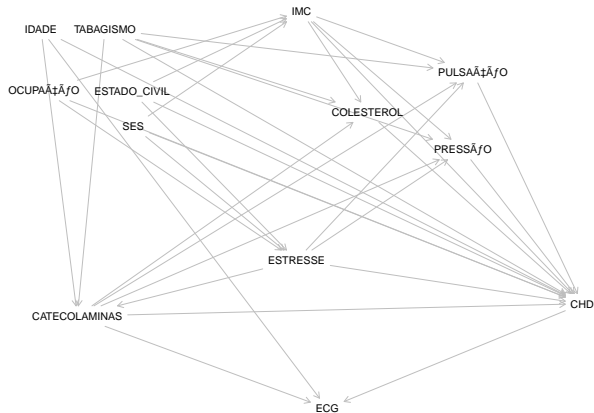 IMC
IDADE TABAGISMO
PULSAÃ‡ÃƒO
OCUPAÃ‡ÃƒO ESTADO_CIVIL
COLESTEROL
SES
PRESSÃƒO
ESTRESSE
CHD
CATECOLAMINAS
ECG